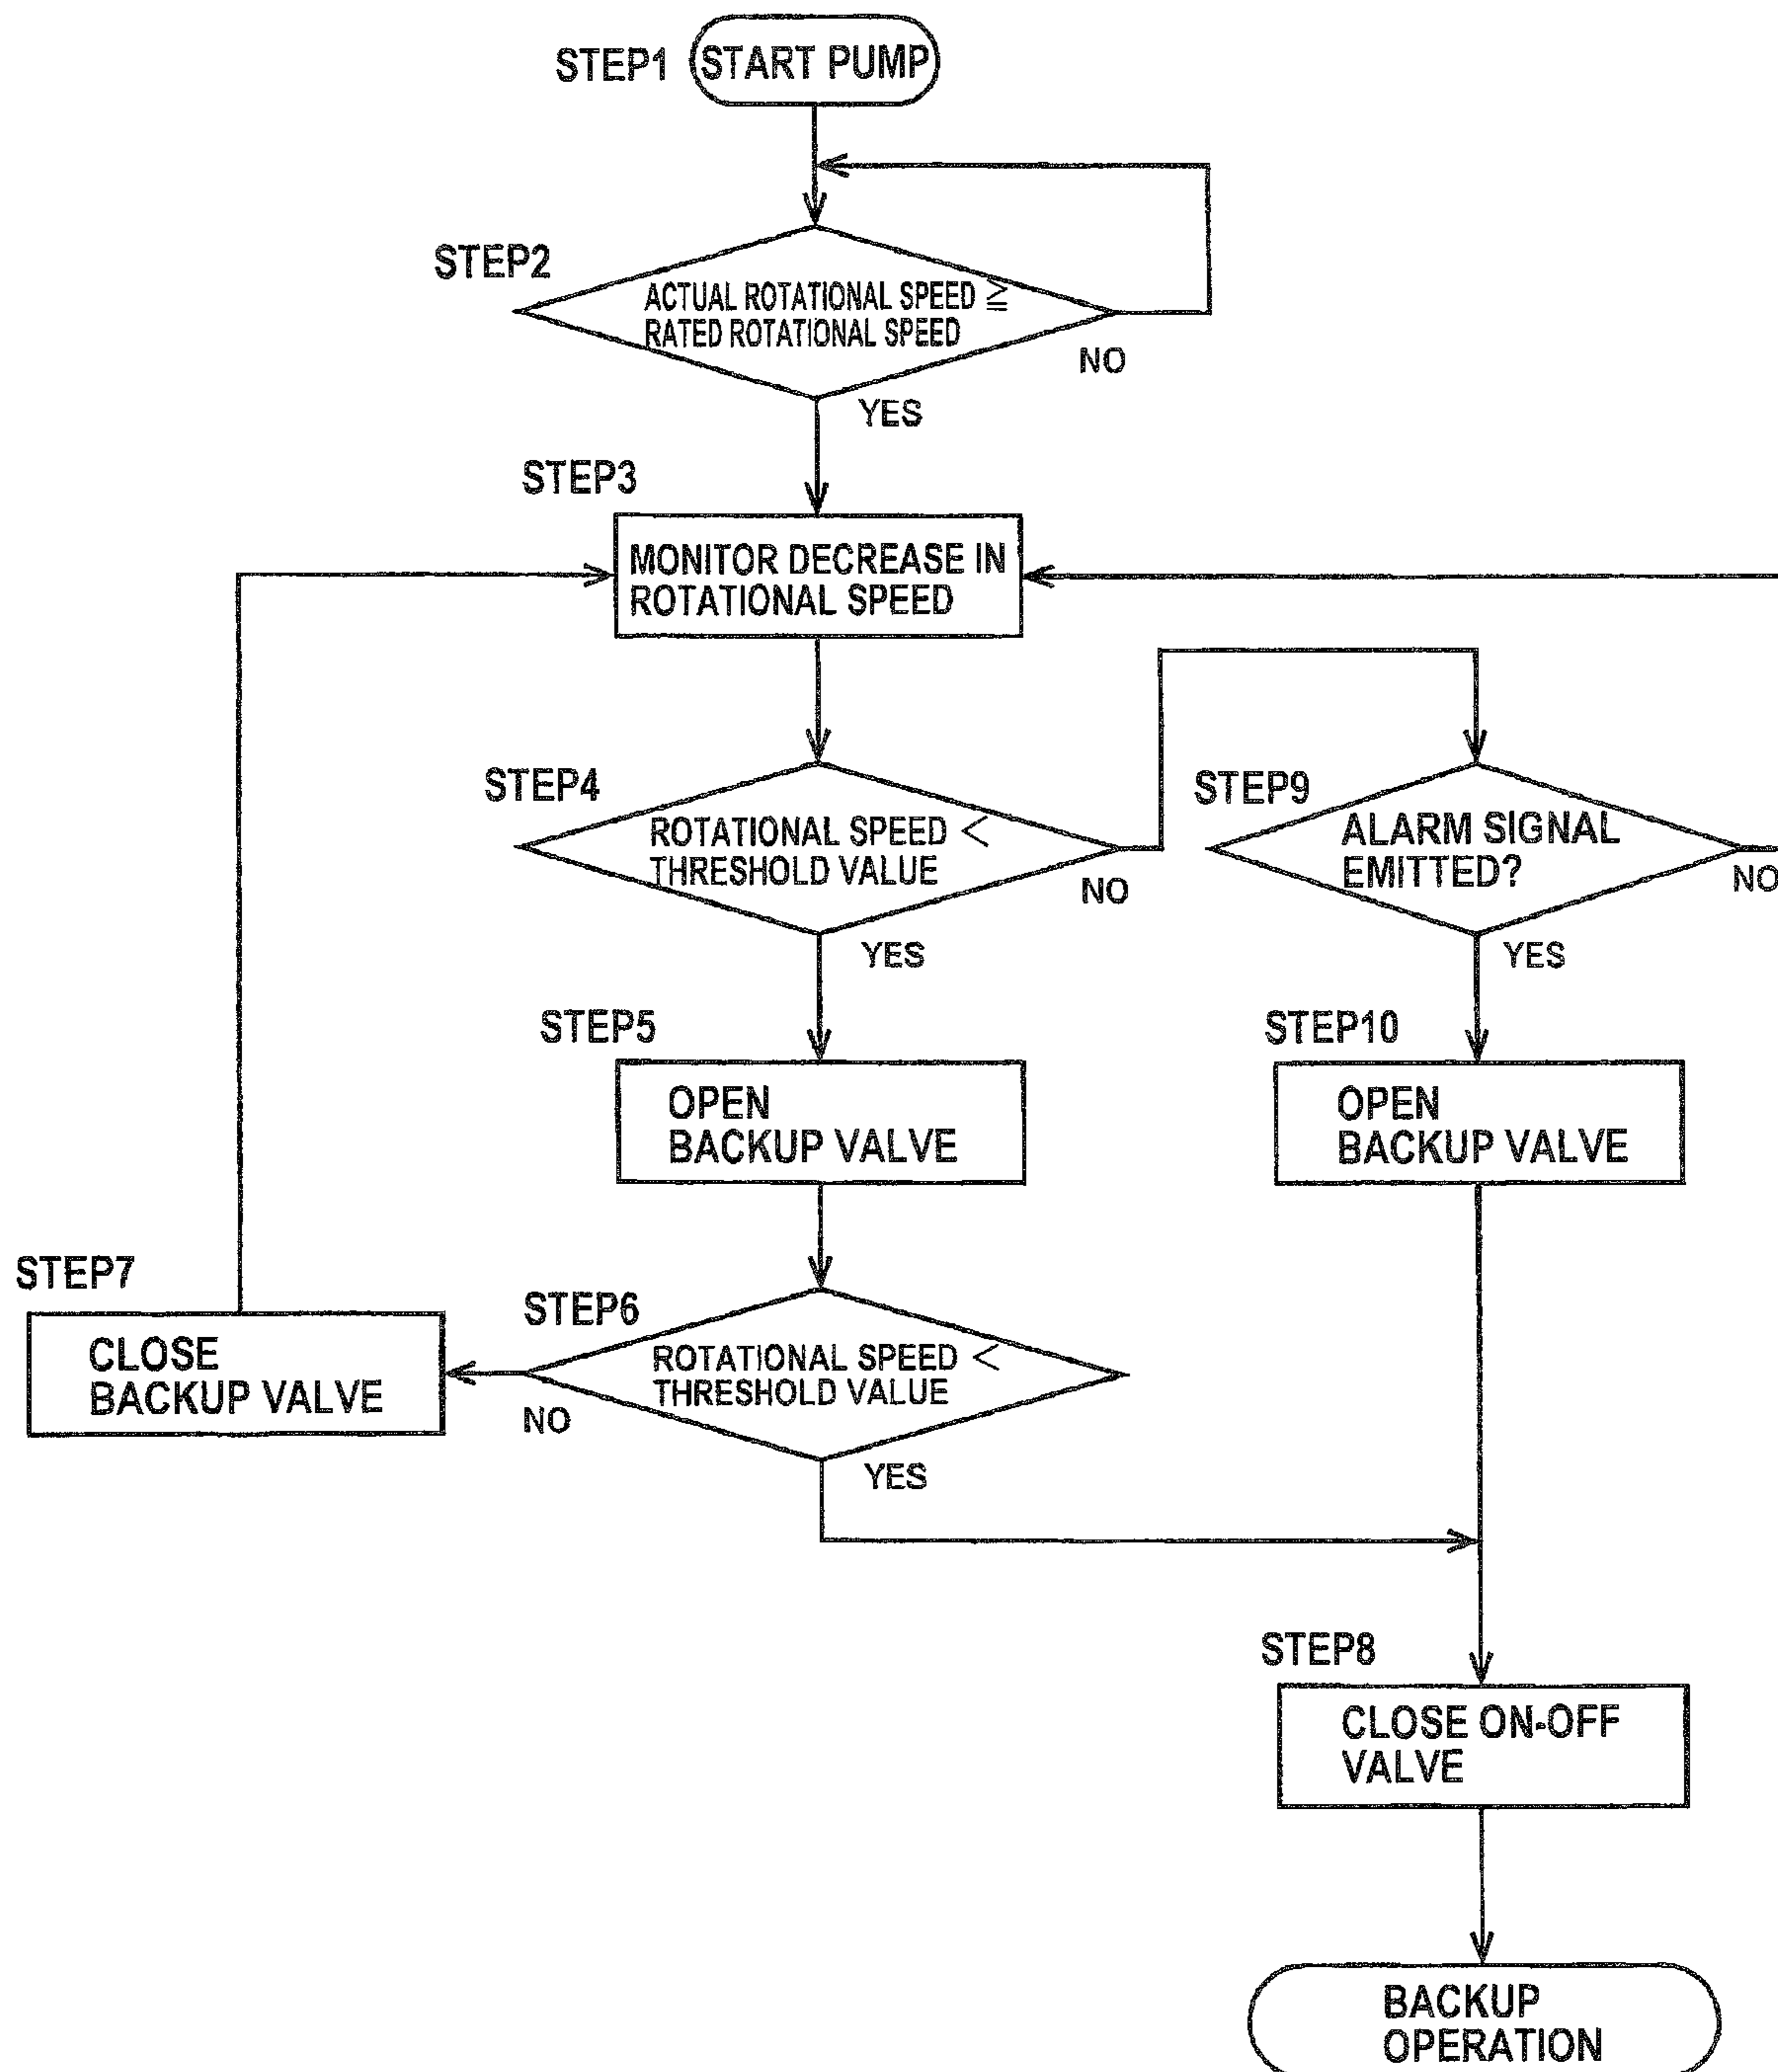 STEP1
START PUMP
STEP2
ACTUAL ROTATIONAL SPEED ≧
RATED ROTATIONAL SPEED
NO
YES
STEP3
MONITOR DECREASE IN
ROTATIONAL SPEED
STEP4
ROTATIONAL SPEED <
THRESHOLD VALUE
NO
YES
STEP9
ALARM SIGNAL
EMITTED?
NO
YES
STEP5
OPEN
BACKUP VALVE
STEP10
OPEN
BACKUP VALVE
STEP7
CLOSE
BACKUP VALVE
STEP6
ROTATIONAL SPEED <
THRESHOLD VALUE
NO
YES
STEP8
CLOSE ON-OFF
VALVE
BACKUP
OPERATION